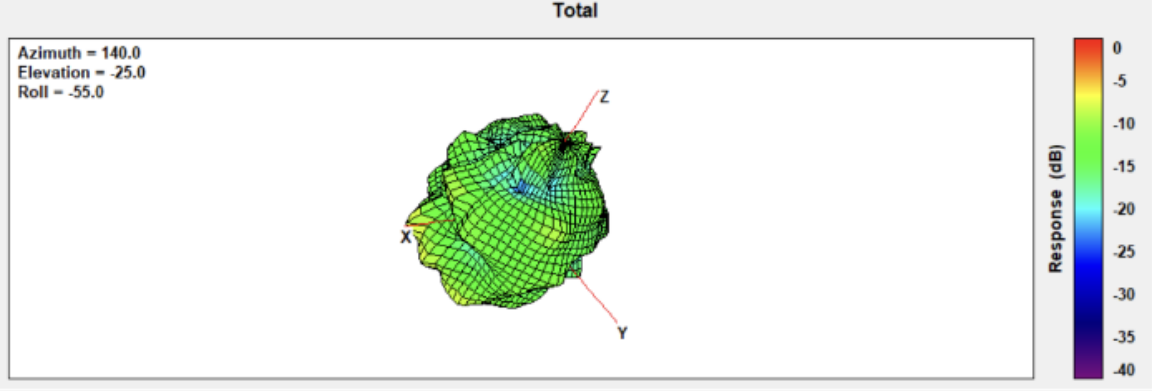 Total
Azimuth = 140.0
Elevation = -25.0
Roll = -55.0
Z
X
Y
Response (dB)
0
-5
-10
-15
-20
-25
-30
-35
-40